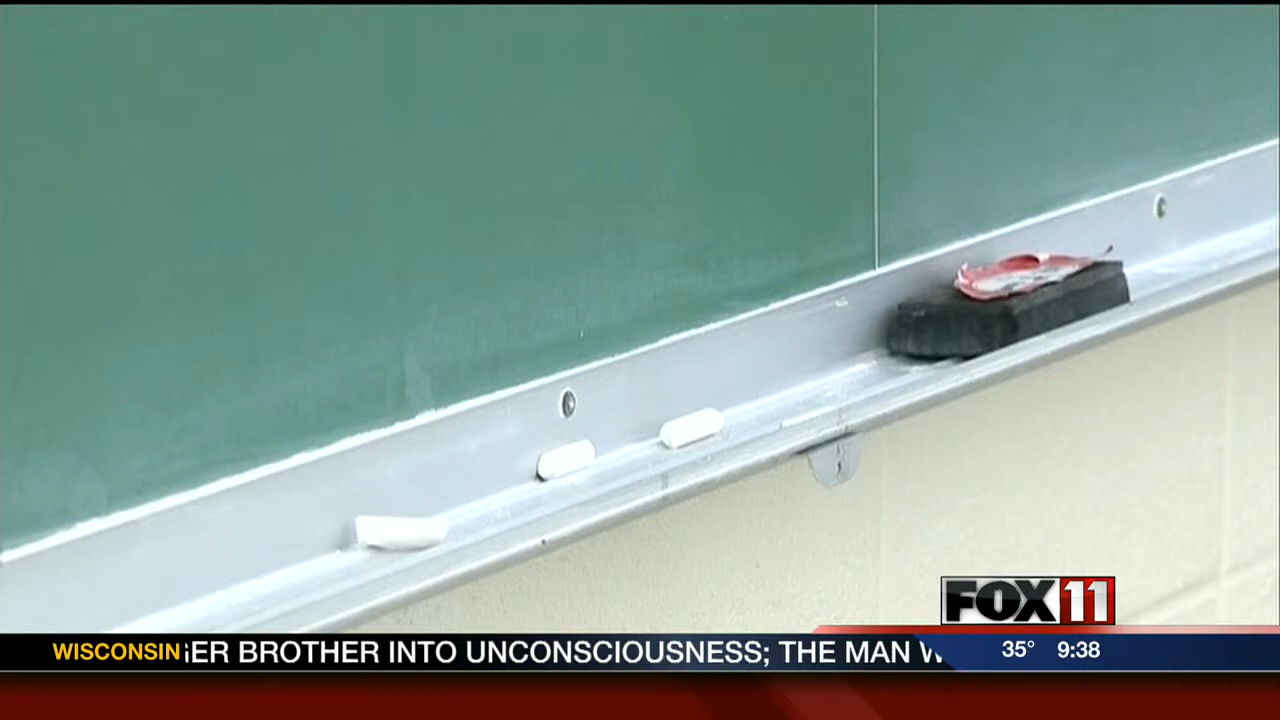 FOX 11
WISCONSIN ER BROTHER INTO UNCONSCIOUSNESS; THE MAN 35° 9:38